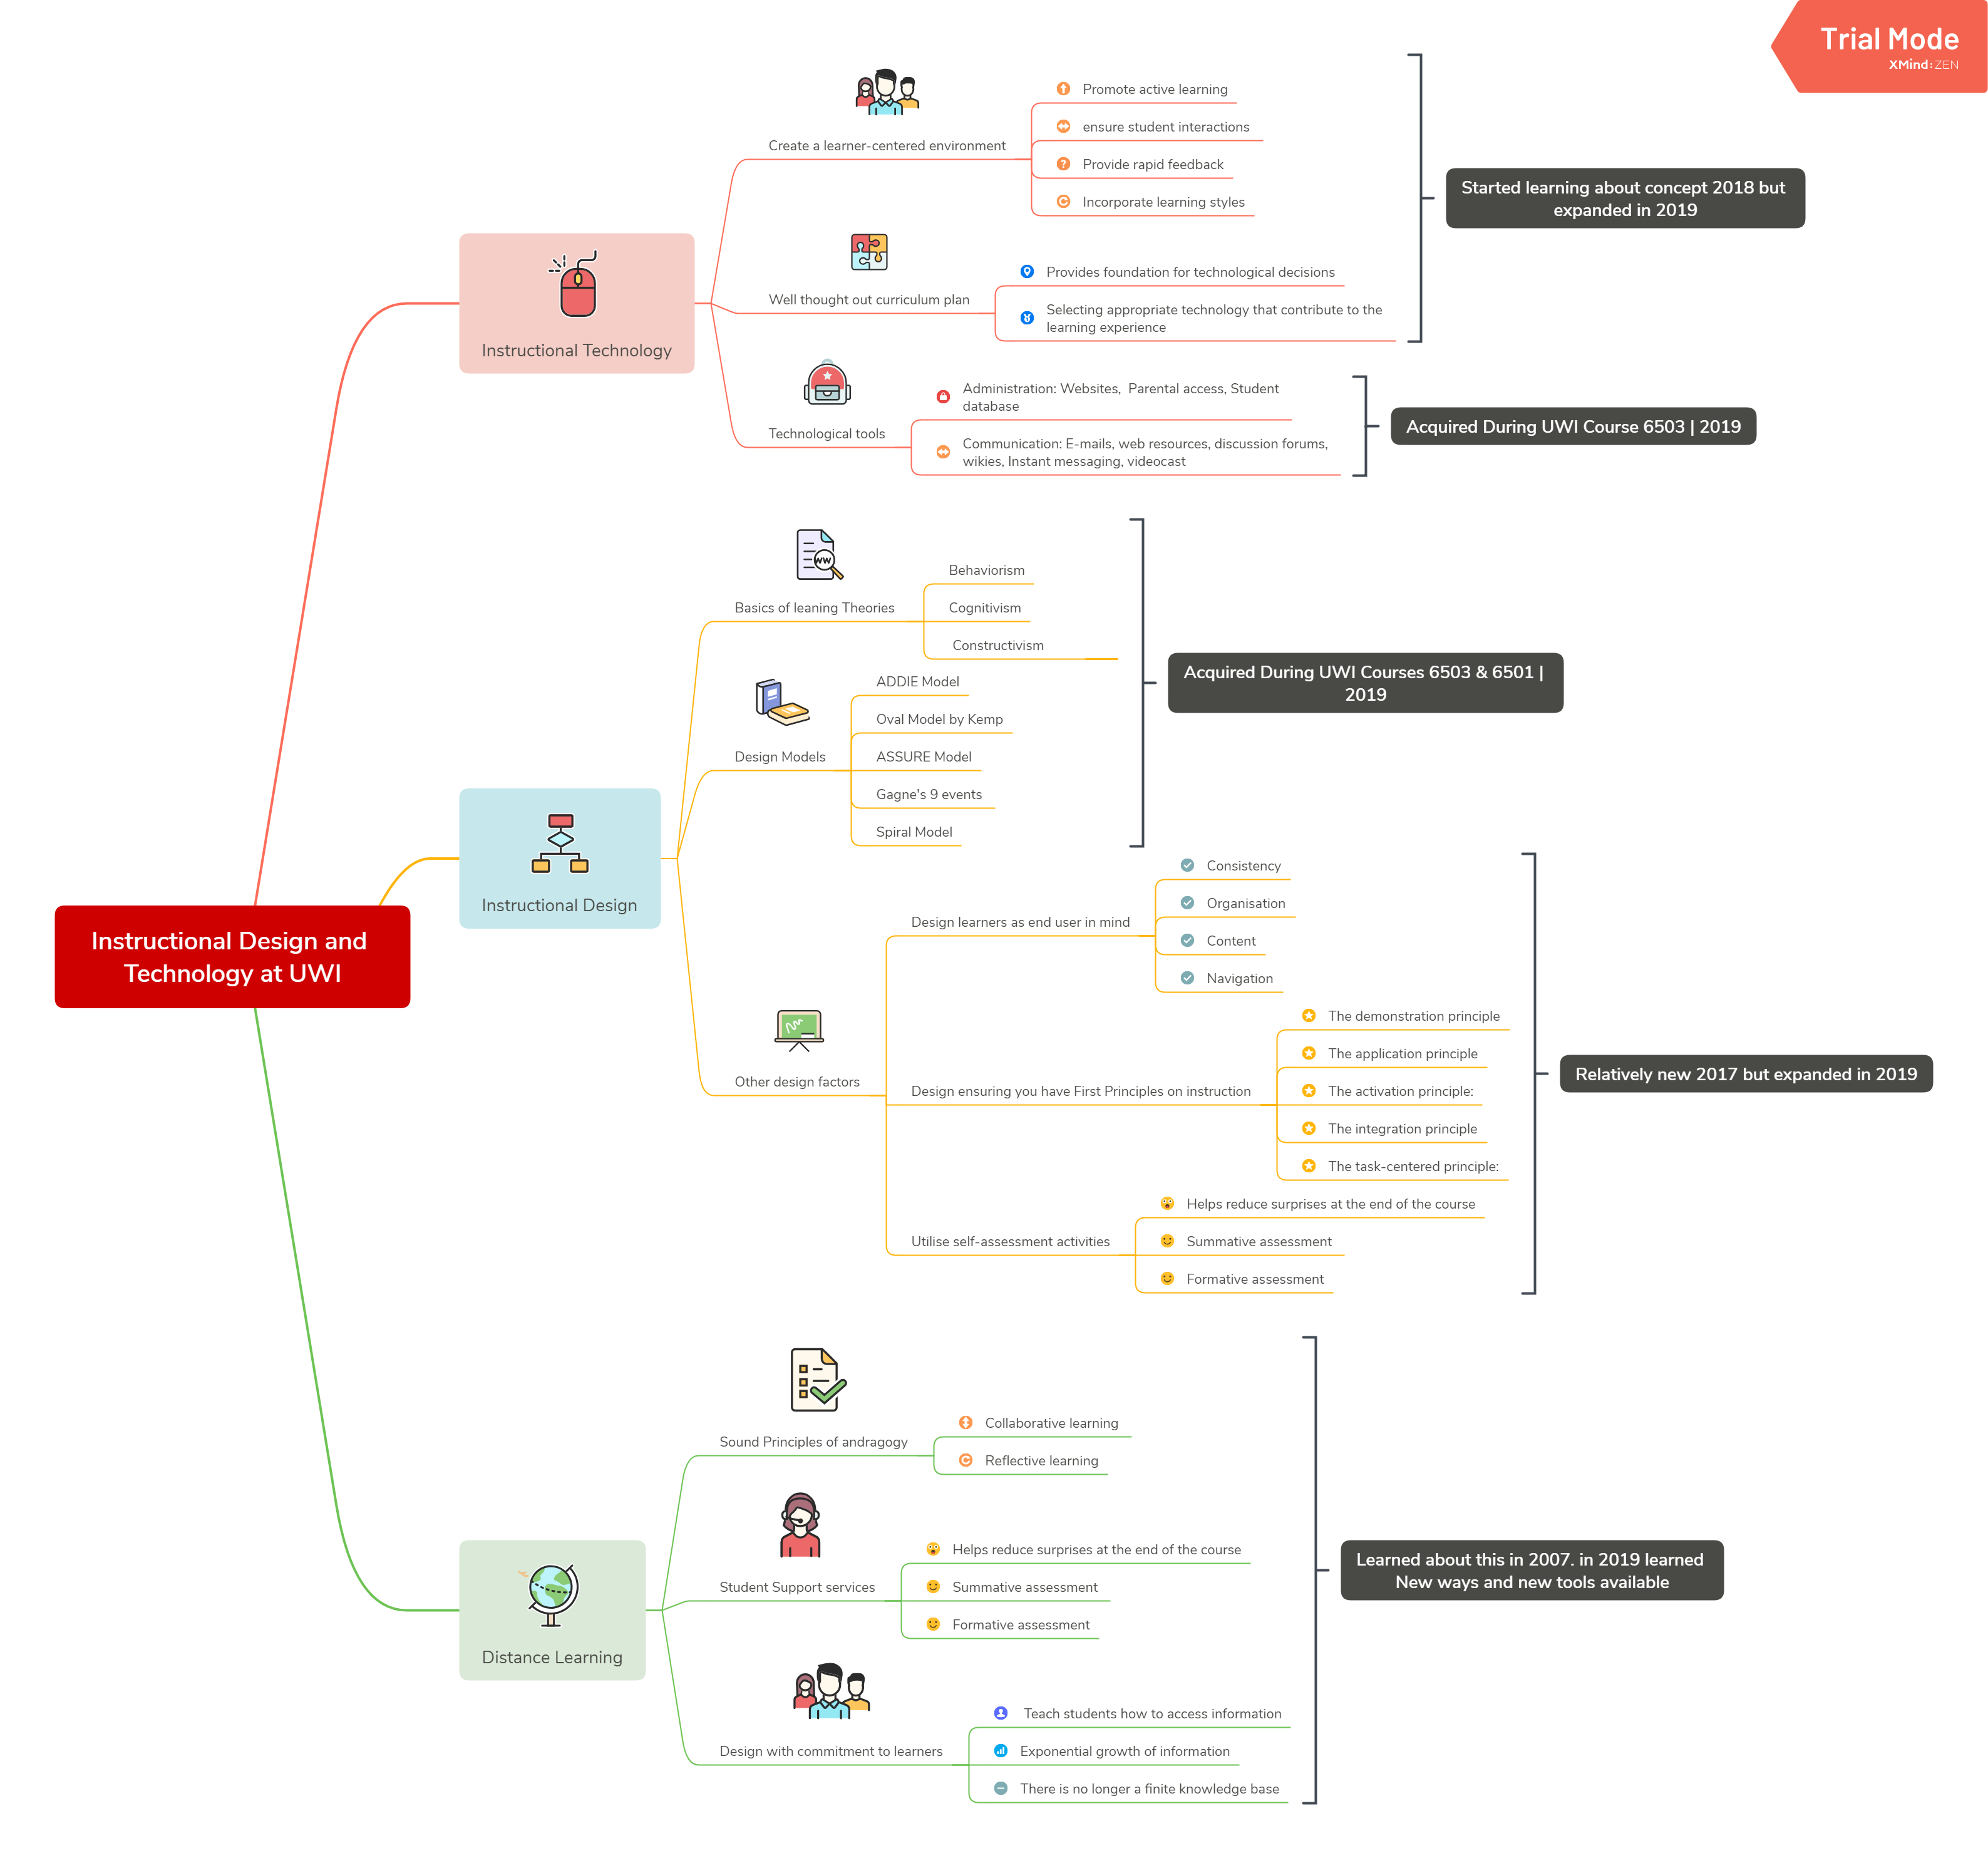 Trial Mode
XMind:ZEN
Promote active learning
ensure student interactions
Create a learner-centered environment
Provide rapid feedback
Incorporate learning styles
Started learning about concept 2018 but
expanded in 2019
Provides foundation for technological decisions
Well thought out curriculum plan
Selecting appropriate technology that contribute to the
learning experience
Instructional Technology
Administration: Websites,  Parental access, Student
database
Technological tools
Communication: E-mails, web resources, discussion forums,
wikies, Instant messaging, videocast
Acquired During UWI Course 6503 | 2019
WW
Behaviorism
Basics of leaning Theories
Cognitivism
Constructivism
Acquired During UWI Courses 6503 & 6501 |
2019
ADDIE Model
Oval Model by Kemp
Design Models
ASSURE Model
Gagne's 9 events
Spiral Model
Instructional Design
Consistency
Organisation
Design learners as end user in mind
Content
Navigation
Instructional Design and
Technology at UWI
The demonstration principle
The application principle
Other design factors
Design ensuring you have First Principles on instruction
The activation principle:
The integration principle
The task-centered principle:
Relatively new 2017 but expanded in 2019
Helps reduce surprises at the end of the course
Utilise self-assessment activities
Summative assessment
Formative assessment
Collaborative learning
Sound Principles of andragogy
Reflective learning
Helps reduce surprises at the end of the course
Student Support services
Summative assessment
Formative assessment
Learned about this in 2007. in 2019 learned
New ways and new tools available
Distance Learning
Teach students how to access information
Design with commitment to learners
Exponential growth of information
There is no longer a finite knowledge base